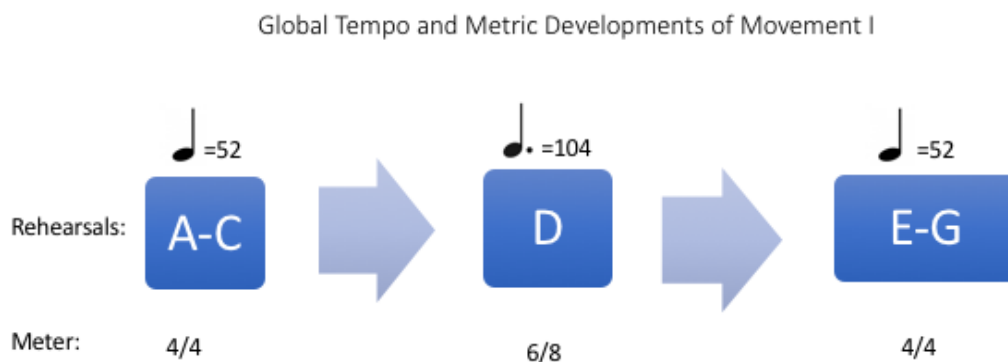 Global Tempo and Metric Developments of Movement I
♩=52 ♩.=104 ♩=52
Rehearsals: A-C D E-G
Meter: 4/4 6/8 4/4